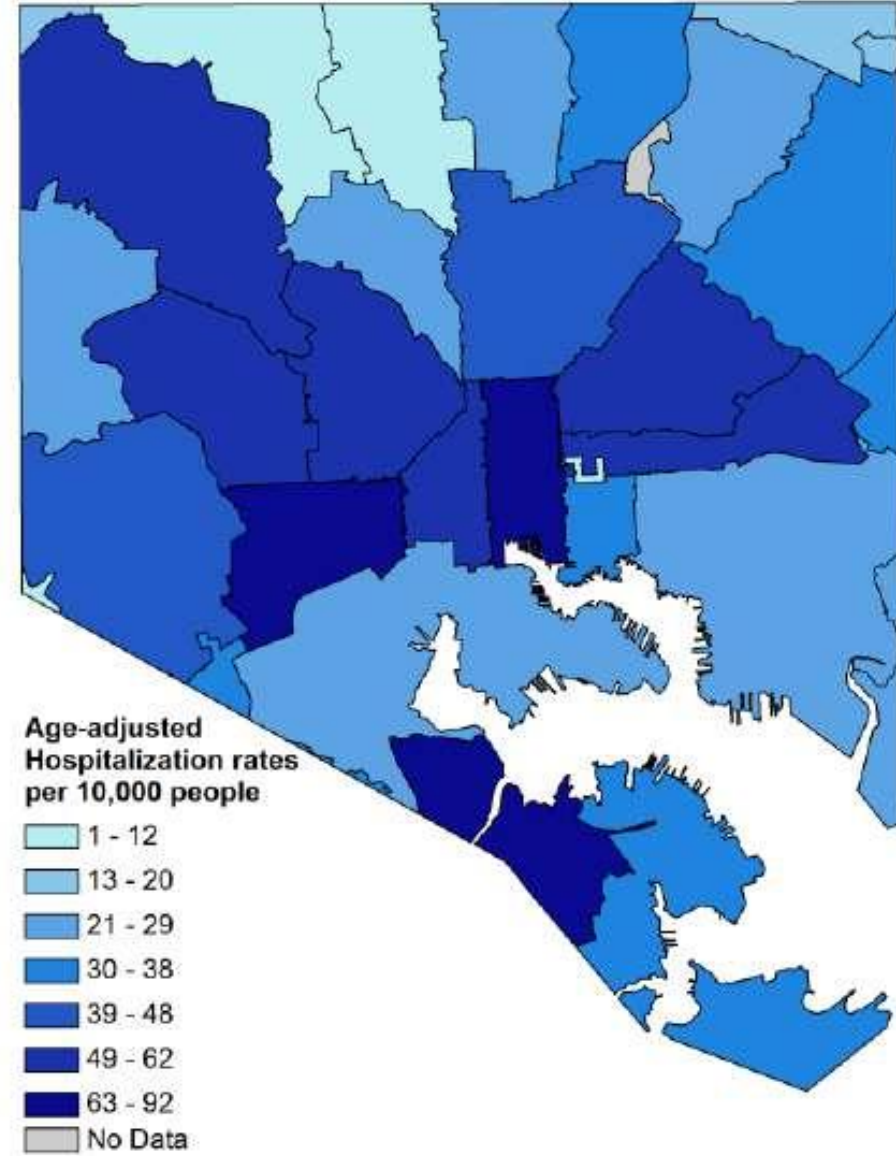 Age-adjusted
Hospitalization rates
per 10,000 people
1 - 12
13 - 20
21 - 29
30 - 38
39 - 48
49 - 62
63 - 92
No Data